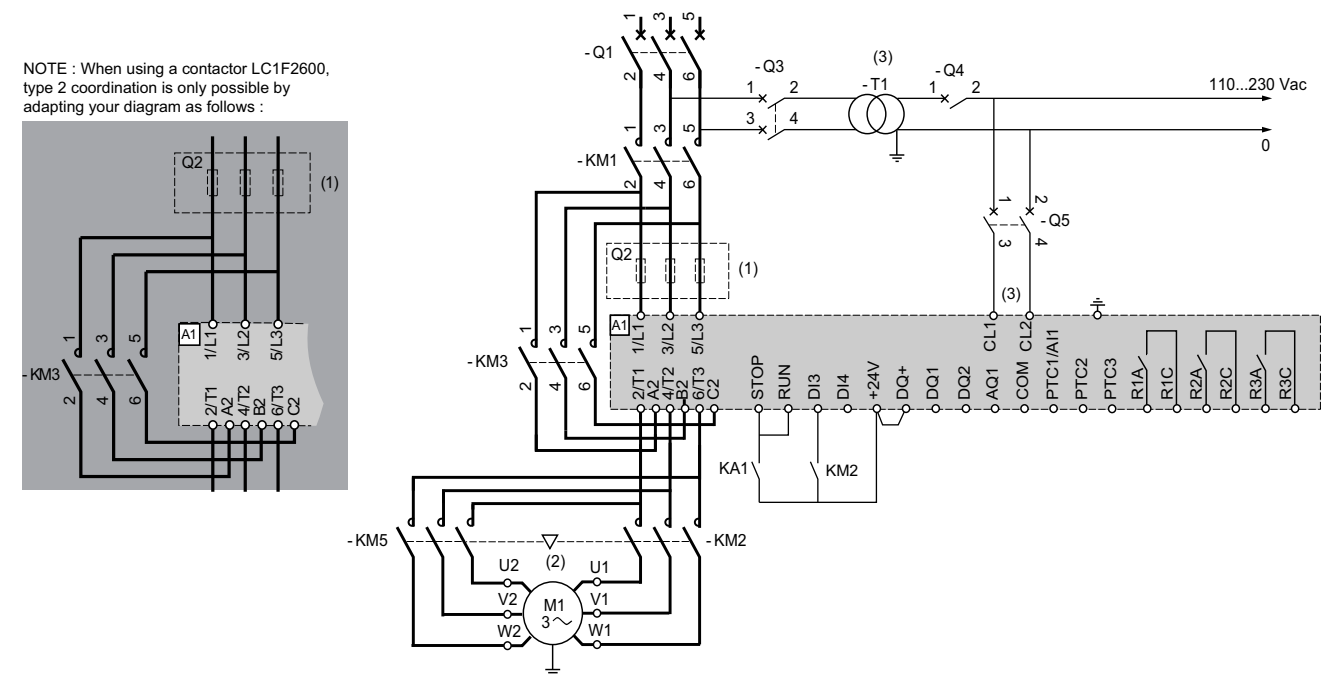 NOTE : When using a contactor LC1F2600,
type 2 coordination is only possible by
adapting your diagram as follows :
Q2
(1)
1 3 5
- KM3
2 4 6
A1
1/L1 3/L2 5/L3
2/T1 A2 4/T2 B2 6/T3 C2
1 3 5
- Q1
2 4 6
- Q3
1 2
3 4
(3)
- T1
- Q4
1 2
110...230 Vac
0
1 3 5
- KM1
2 4 6
1 2
- Q5
3 4
(3)
Q2
(1)
1 3 5
- KM3
2 4 6
A1
1/L1 3/L2 5/L3
CL1 CL2
2/T1 A2 4/T2 B2 6/T3 C2 STOP RUN DI3 DI4 +24V DQ+ DQ1 DQ2 AQ1 COM PTC1/AI1 PTC2 PTC3 R1A R1C R2A R2C R3A R3C
KA1
KM2
- KM5
(2)
- KM2
U2 U1
V2 V1
W2 W1
M1
3